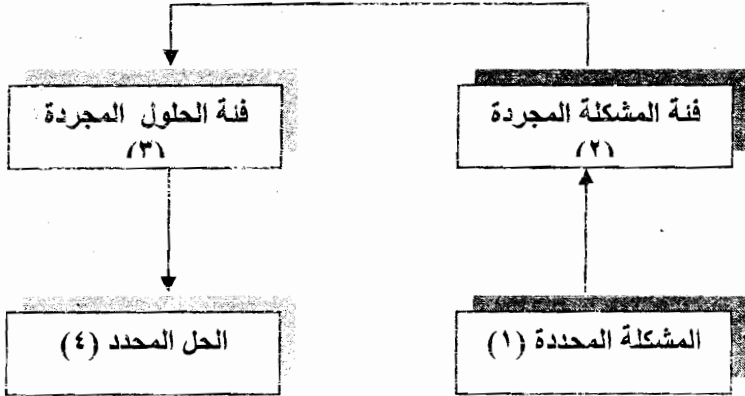 فئة المشكلة المجردة
(٢)
فئة الحلول المجردة
(٣)
المشكلة المحددة (١)
الحل المحدد (٤)